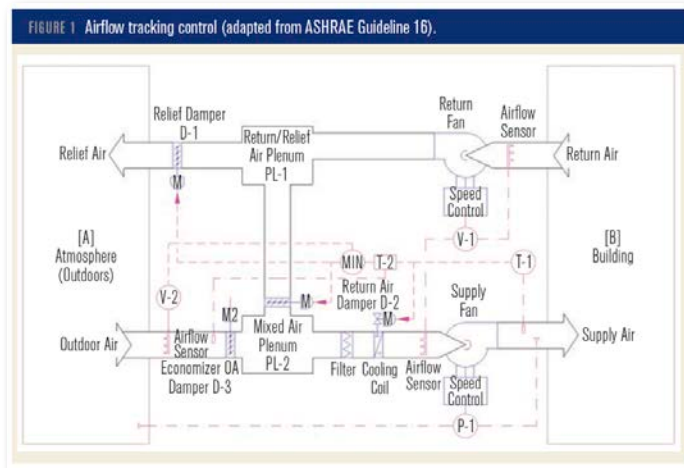 FIGURE 1 Airflow tracking control (adapted from ASHRAE Guideline 16).
Relief Damper
D-1
Return
Fan
Airflow
Sensor
Relief Air
Return/Relief
Air Plenum
PL-1
Return Air
M
Speed
Control
[A]
Atmosphere
(Outdoors)
V-1
[B]
Building
MIN
T-2
T-1
V-2
M
Return Air
Damper D-2
M
Supply
Fan
M2
Outdoor Air
Airflow
Sensor
Economizer OA
Damper D-3
Mixed Air
Plenum
PL-2
Filter
Cooling
Coil
Airflow
Sensor
Supply Air
Speed
Control
P-1